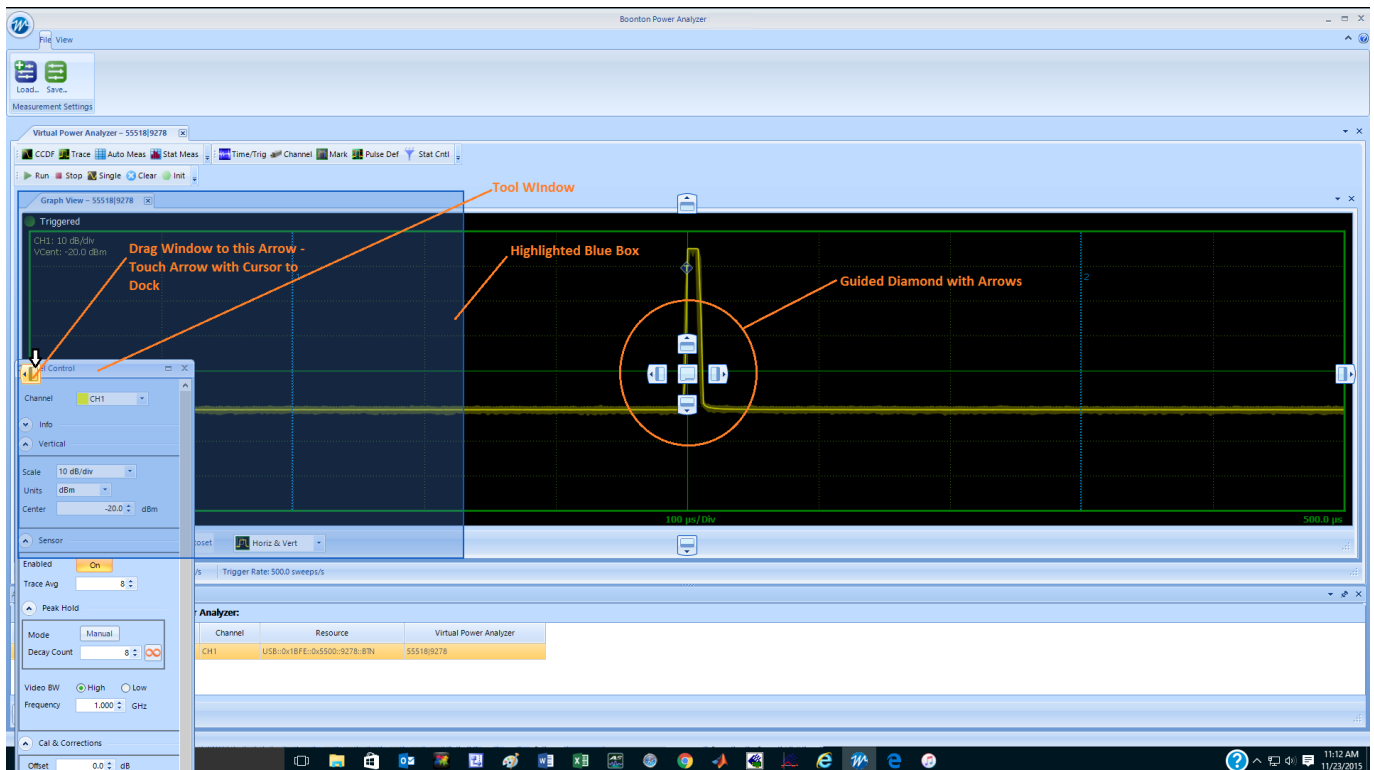 Boonton Power Analyzer
File View
Load... Save...
Measurement Settings
Virtual Power Analyzer – 55518|9278
CCDF Trace Auto Meas Stat Meas Time/Trig Channel Mark Pulse Def Stat Cntl
Run Stop Single Clear Init
Tool WIndow
Graph View – 55518|9278
Triggered
CH1: 10 dB/div
VCent: -20.0 dBm
Drag Window to this Arrow -
Touch Arrow with Cursor to
Dock
Highlighted Blue Box
Guided Diamond with Arrows
2
Control
Channel CH1
Info
Vertical
Scale 10 dB/div
Units dBm
Center -20.0 dBm
100 µs/Div
500.0 µs
Sensor
Horiz & Vert
Enabled On
/s Trigger Rate: 500.0 sweeps/s
Trace Avg 8
Peak Hold
Analyzer:
Mode Manual
Channel Resource Virtual Power Analyzer
Decay Count 8
CH1 USB::0x1BFE::0x5500::9278::BTN 55518|9278
Video BW High Low
Frequency 1.000 GHz
Cal & Corrections
Offset 0.0 dB
11:12 AM
11/23/2015